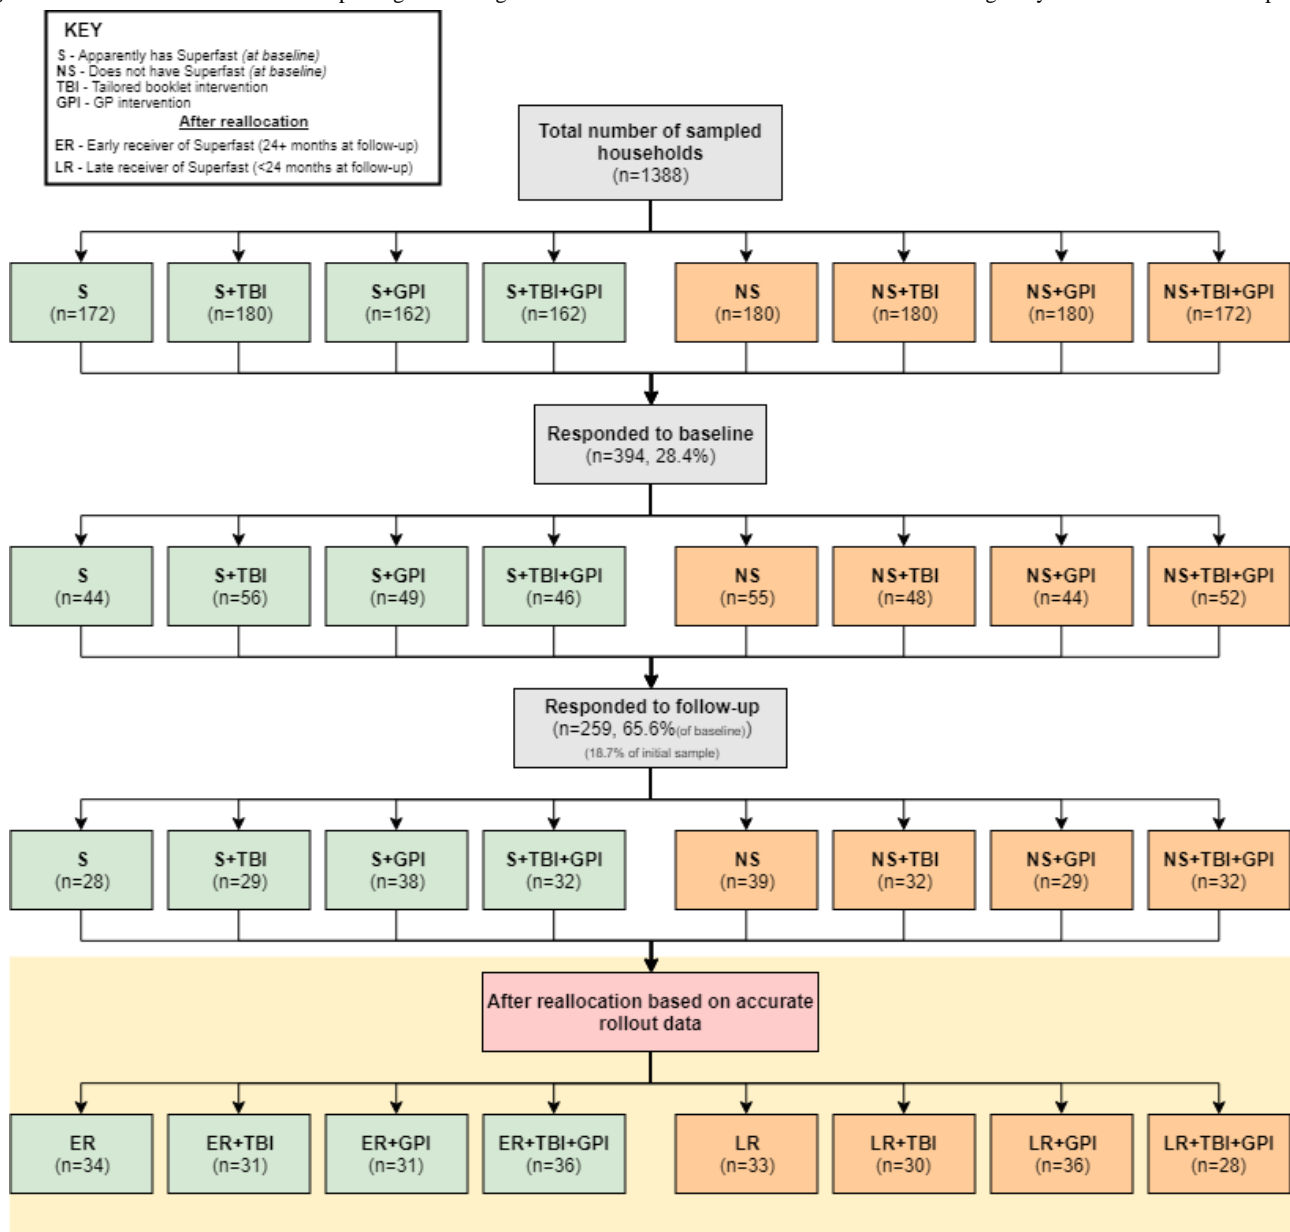 KEY
S - Apparently has Superfast (at baseline)
NS - Does not have Superfast (at baseline)
TBI - Tailored booklet intervention
GPI - GP intervention
After reallocation
ER - Early receiver of Superfast (24+ months at follow-up)
LR - Late receiver of Superfast (<24 months at follow-up)
Total number of sampled
households
(n=1388)
S
(n=172)
S+TBI
(n=180)
S+GPI
(n=162)
S+TBI+GPI
(n=162)
NS
(n=180)
NS+TBI
(n=180)
NS+GPI
(n=180)
NS+TBI+GPI
(n=172)
Responded to baseline
(n=394, 28.4%)
S
(n=44)
S+TBI
(n=56)
S+GPI
(n=49)
S+TBI+GPI
(n=46)
NS
(n=55)
NS+TBI
(n=48)
NS+GPI
(n=44)
NS+TBI+GPI
(n=52)
Responded to follow-up
(n=259, 65.6%(of baseline))
(18.7% of initial sample)
S
(n=28)
S+TBI
(n=29)
S+GPI
(n=38)
S+TBI+GPI
(n=32)
NS
(n=39)
NS+TBI
(n=32)
NS+GPI
(n=29)
NS+TBI+GPI
(n=32)
After reallocation based on accurate
rollout data
ER
(n=34)
ER+TBI
(n=31)
ER+GPI
(n=31)
ER+TBI+GPI
(n=36)
LR
(n=33)
LR+TBI
(n=30)
LR+GPI
(n=36)
LR+TBI+GPI
(n=28)